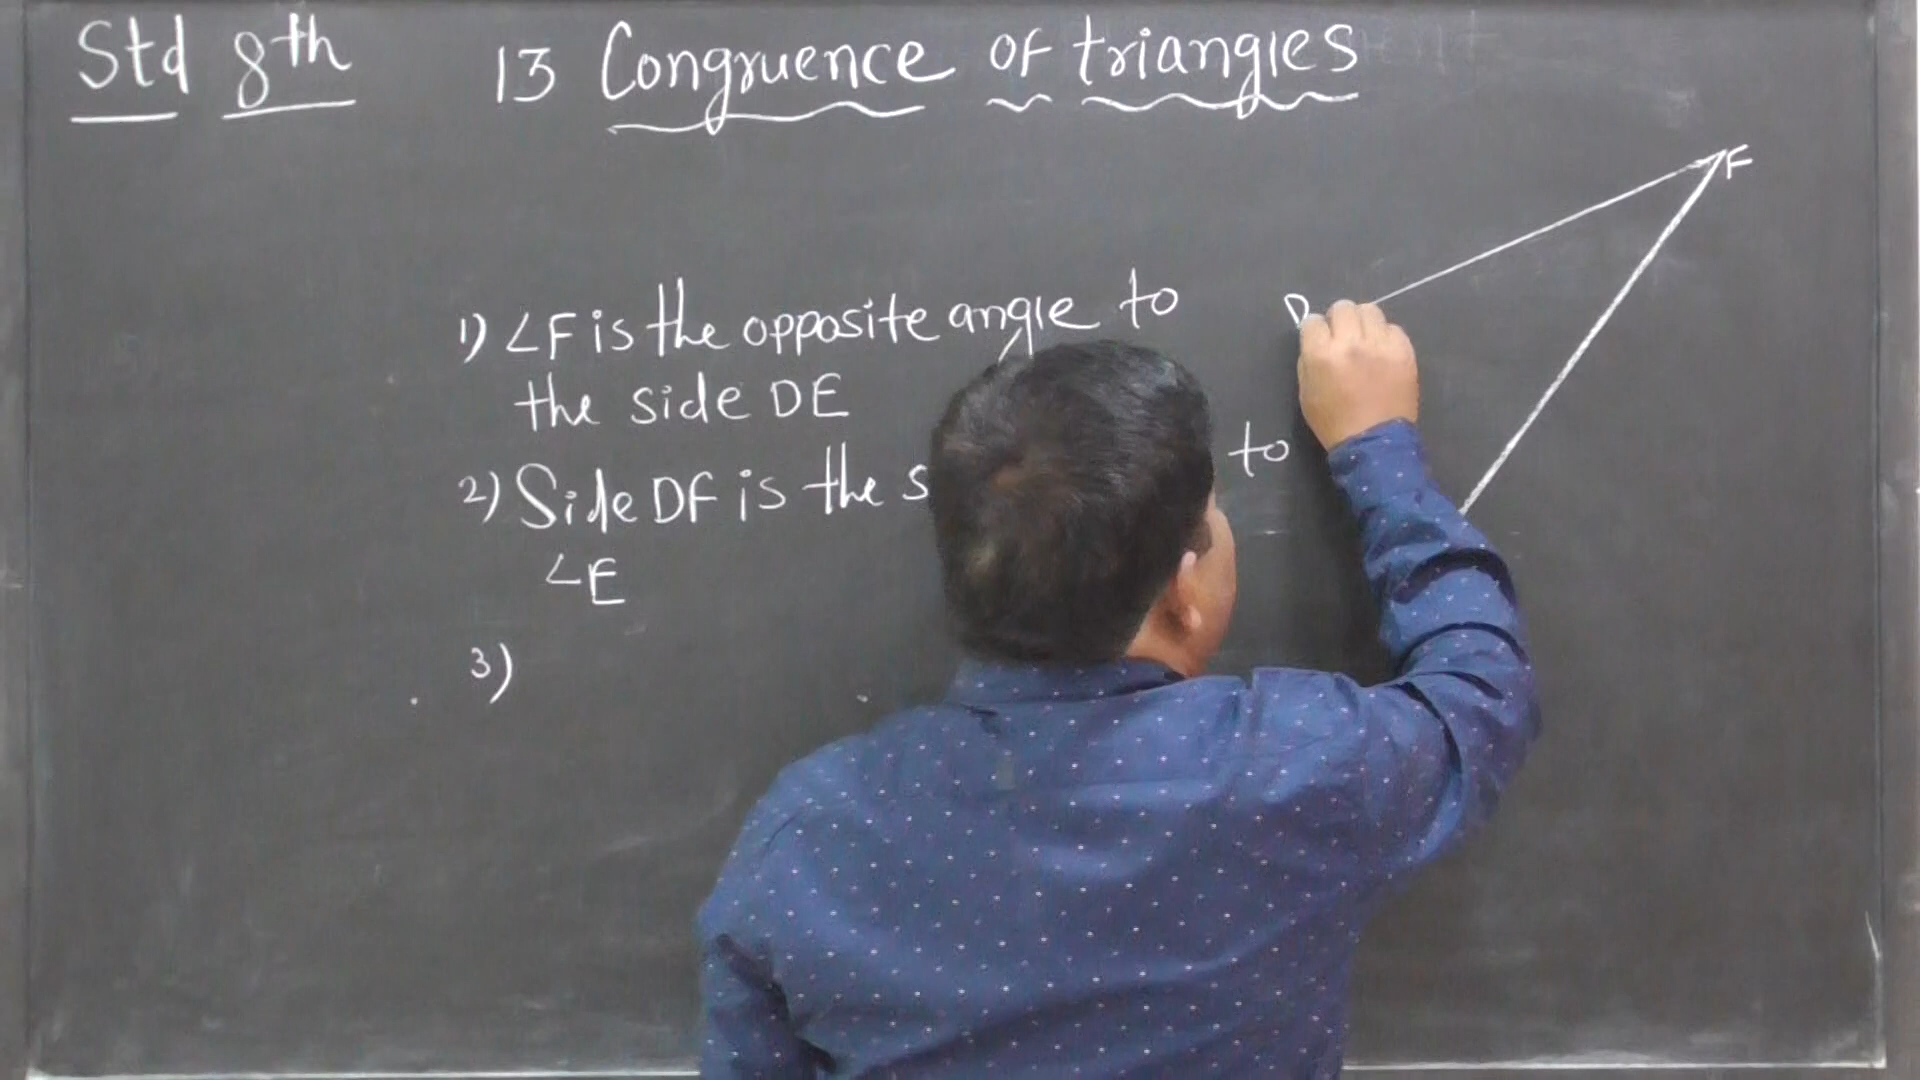 Std 8th 13 Congruence of triangles
F
D
1) ∠F is the opposite angle to
the side DE
2) Side DF is the s to
∠E
3)